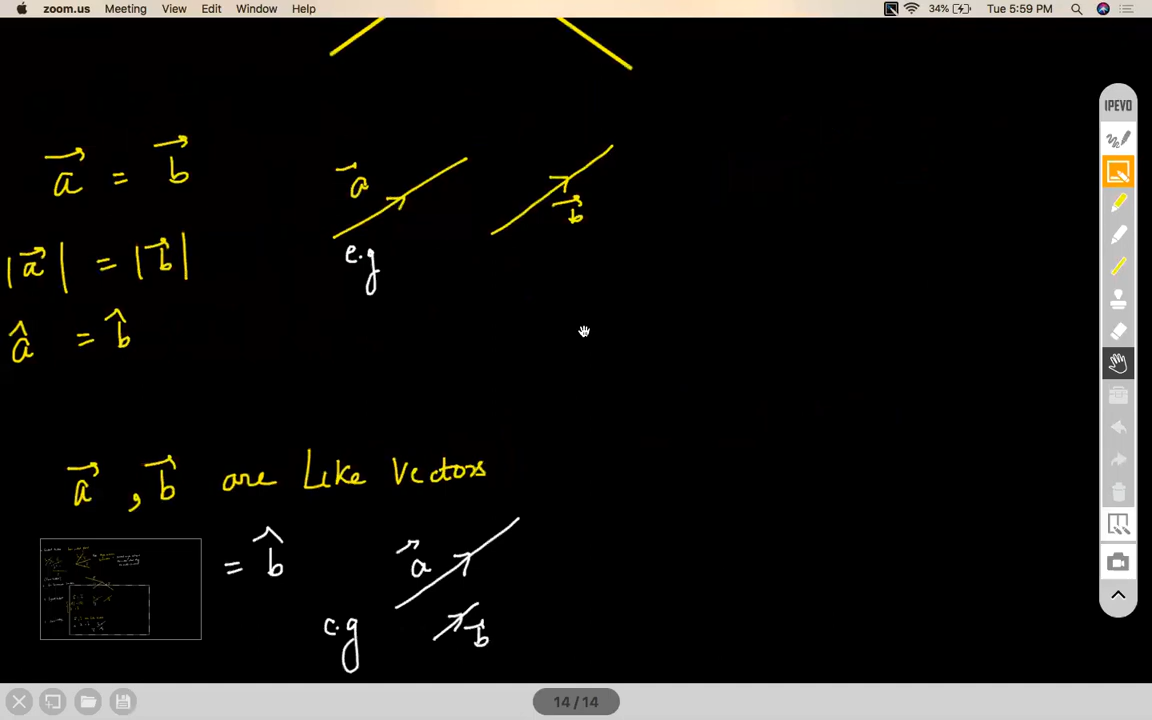 zoom.us Meeting View Edit Window Help 34% Tue 5:59 PM
IPEVO
a⃗ = b⃗ a⃗ b⃗
e.g
|a⃗| = |b⃗|
â = b̂
a⃗ , b⃗ are Like Vectors
= b̂ a⃗
e.g b⃗
14 / 14